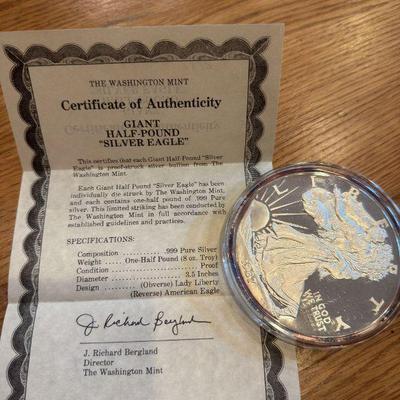 THE WASHINGTON MINT
Certificate of Authenticity
GIANT
HALF-POUND
"SILVER EAGLE"
This certifies that each Giant Half Pound "Silver Eagle"
is proof-struck silver bullion from The
Washington Mint.
Each Giant Half Pound "Silver Eagle" has been
individually die struck by The Washington Mint,
and each contains one-half pound of .999 Pure
silver. This limited striking has been conducted by
The Washington Mint in full accordance with
established guidelines and practices.
SPECIFICATIONS:
Composition ................... .999 Pure Silver
Weight ..... One-Half Pound (8 oz. Troy)
Condition ................................ Proof
Diameter ........................... 3.5 Inches
Design ............ (Obverse) Lady Liberty
(Reverse) American Eagle
J. Richard Bergland
J. Richard Bergland
Director
The Washington Mint
L I B E R T Y
IN GOD
WE TRUST